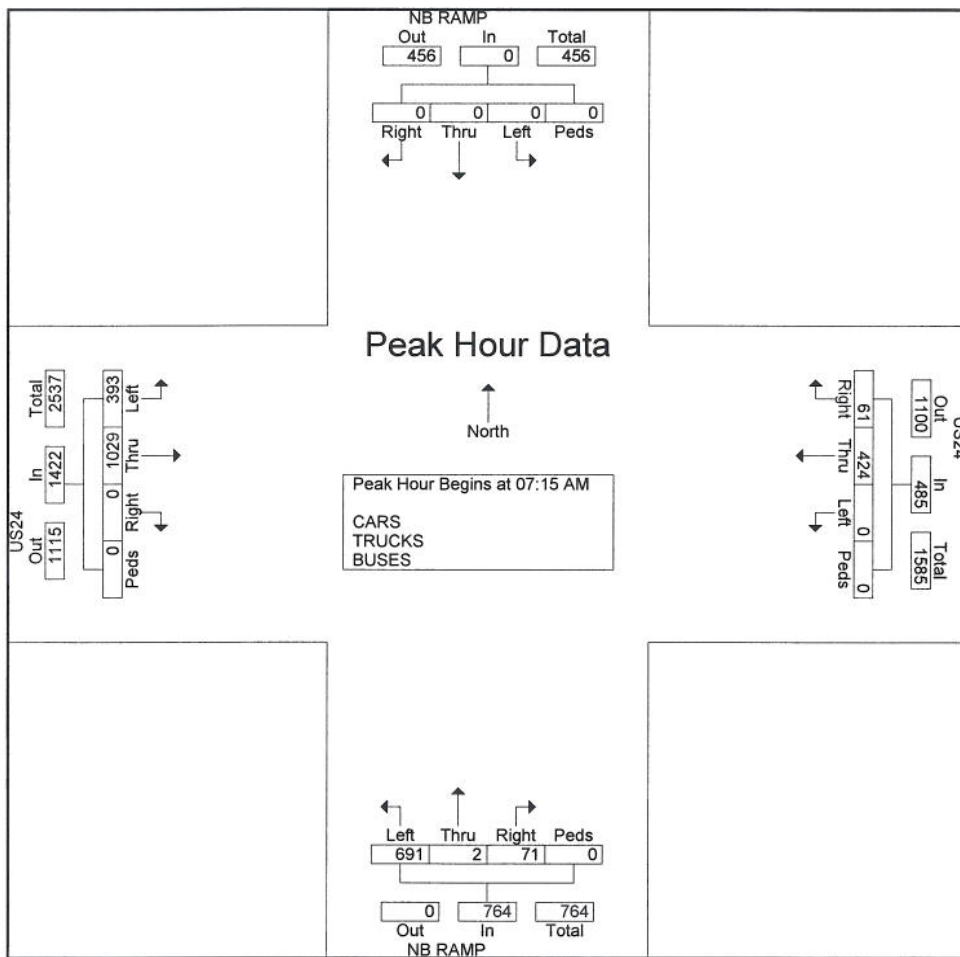 NB RAMP
Out In Total
456 0 456
0 0 0 0
Right Thru Left Peds
Peak Hour Data
North
Peak Hour Begins at 07:15 AM
CARS
TRUCKS
BUSES
US24
Total In Out
2537 1422 1115
393 1029 0 0
Left Thru Right Peds
US24
Out In Total
1100 485 1585
61 424 0 0
Right Thru Left Peds
Left Thru Right Peds
691 2 71 0
0 764 764
Out In Total
NB RAMP